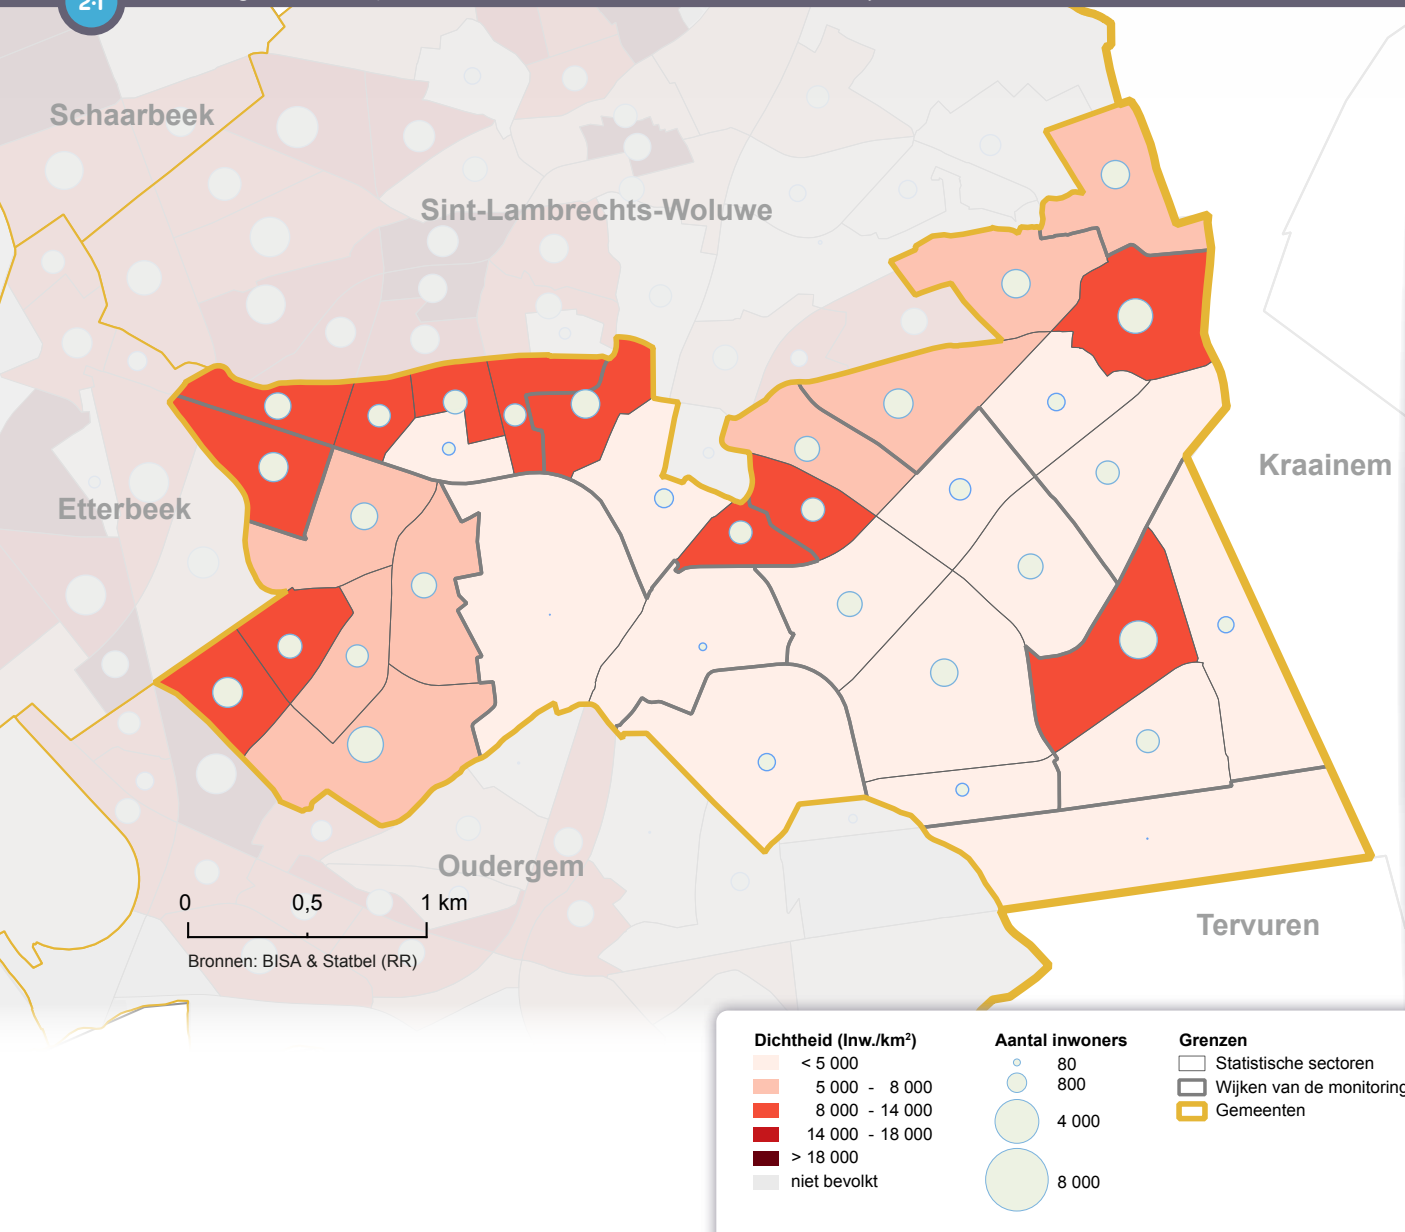 2.1
Schaarbeek
Sint-Lambrechts-Woluwe
Kraainem
Etterbeek
Oudergem
0 0,5 1 km
Tervuren
Bronnen: BISA & Statbel (RR)
Dichtheid (Inw./km²)
< 5 000
5 000 - 8 000
8 000 - 14 000
14 000 - 18 000
> 18 000
niet bevolkt
Aantal inwoners
80
800
4 000
8 000
Grenzen
Statistische sectoren
Wijken van de monitoring
Gemeenten